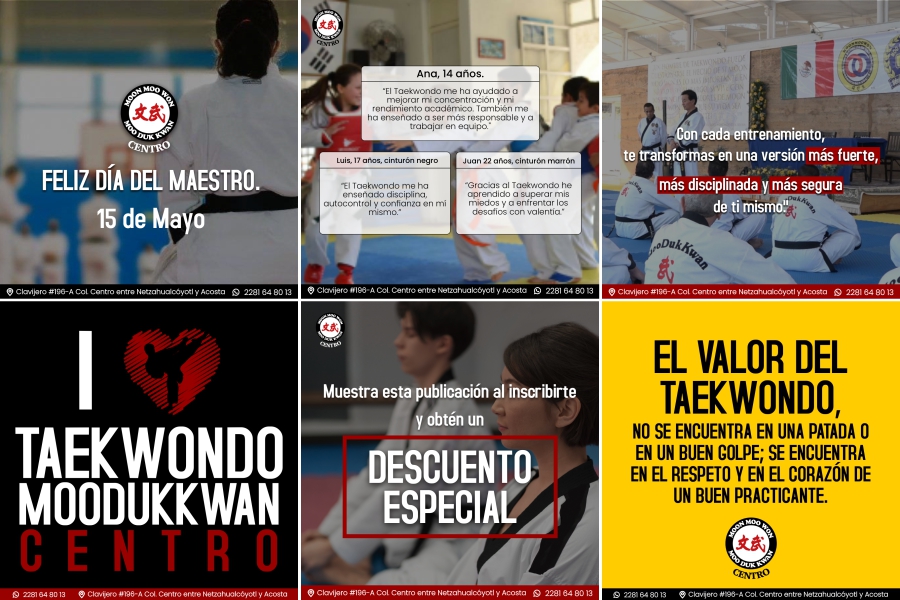 MOON MOO WON
文武
MOO DUK KWAN
CENTRO
FELIZ DÍA DEL MAESTRO.
15 de Mayo
Clavijero #196-A Col. Centro entre Netzahualcóyotl y Acosta
2281 64 80 13
MOON MOO WON
文武
MOO DUK KWAN
CENTRO
Ana, 14 años.
"El Taekwondo me ha ayudado a
mejorar mi concentración y mi
rendimiento académico. También me
ha enseñado a ser más responsable y a
trabajar en equipo."
Luis, 17 años, cinturón negro
"El Taekwondo me ha
enseñado disciplina,
autocontrol y confianza en mí
mismo."
Juan 22 años, cinturón marrón
"Gracias al Taekwondo he
aprendido a superar mis
miedos y a enfrentar los
desafíos con valentía."
Clavijero #196-A Col. Centro entre Netzahualcóyotl y Acosta
2281 64 80 13
Con cada entrenamiento,
te transformas en una versión más fuerte,
más disciplinada y más segura
de ti mismo."
MooDukKwan
武
Clavijero #196-A Col. Centro entre Netzahualcóyotl y Acosta
2281 64 80 13
I
TAEKWONDO
MOODUKKWAN
CENTRO
2281 64 80 13
Clavijero #196-A Col. Centro entre Netzahualcóyotl y Acosta
MOON MOO WON
文武
MOO DUK KWAN
CENTRO
Muestra esta publicación al inscribirte
y obtén un
DESCUENTO
ESPECIAL
Clavijero #196-A Col. Centro entre Netzahualcóyotl y Acosta
2281 64 80 13
EL VALOR DEL
TAEKWONDO,
NO SE ENCUENTRA EN UNA PATADA O
EN UN BUEN GOLPE; SE ENCUENTRA
EN EL RESPETO Y EN EL CORAZÓN DE
UN BUEN PRACTICANTE.
MOON MOO WON
文武
MOO DUK KWAN
CENTRO
2281 64 80 13
Clavijero #196-A Col. Centro entre Netzahualcóyotl y Acosta